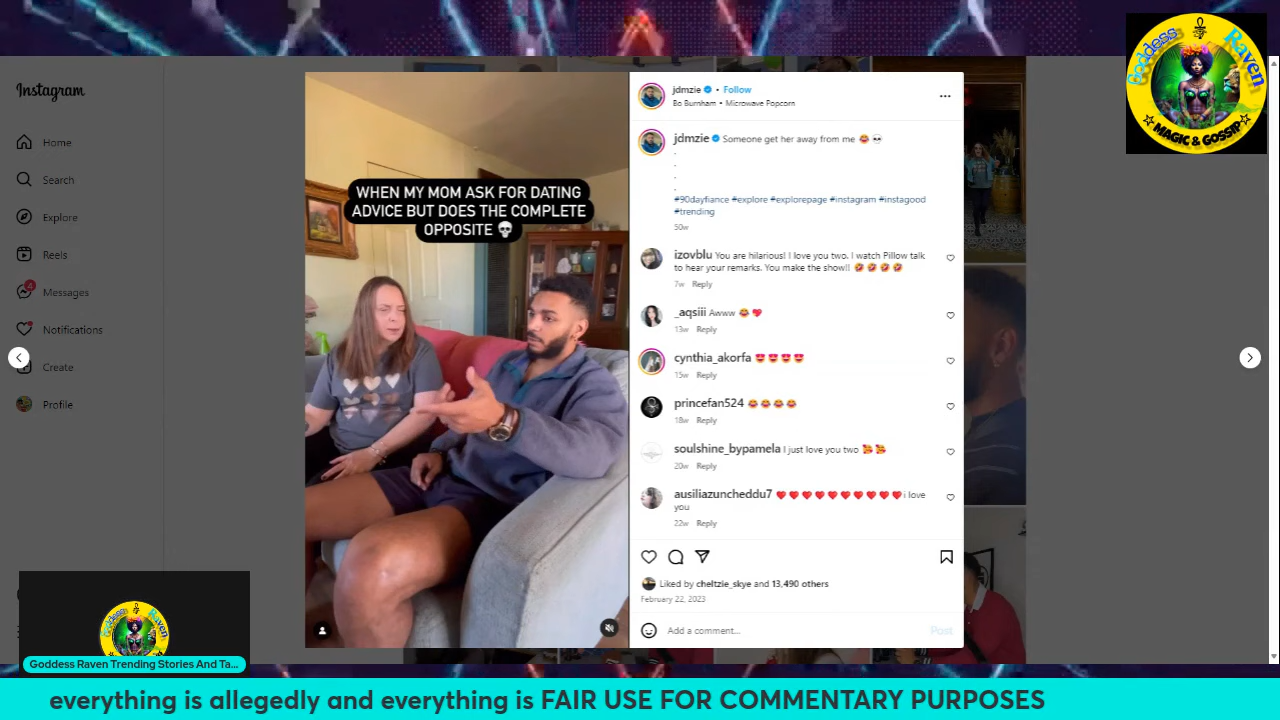 Goddess Raven
MAGIC & GOSSIP
Instagram
Home
Search
Explore
Reels
4
Messages
Notifications
Create
Profile
WHEN MY MOM ASK FOR DATING
ADVICE BUT DOES THE COMPLETE
OPPOSITE 💀
jdmzie • Follow
Bo Burnham • Microwave Popcorn
jdmzie Someone get her away from me 😂 💀
.
.
.
.
#90dayfiance #explore #explorepage #instagram #instagood
#trending
50w
izovblu You are hilarious! I love you two. I watch Pillow talk
to hear your remarks. You make the show!! 🤣 🤣 🤣 🤣
7w Reply
_aqsiii Awww 😂 💖
13w Reply
cynthia_akorfa 😍 😍 😍 😍
15w Reply
princefan524 😂 😂 😂 😂
18w Reply
soulshine_bypamela I just love you two 🥰 🥰
20w Reply
ausiliazuncheddu7 ❤️ ❤️ ❤️ ❤️ ❤️ ❤️ ❤️ ❤️ ❤️ ❤️ i love
you
22w Reply
Liked by cheltzie_skye and 13,490 others
February 22, 2023
Add a comment...
Post
Goddess Raven
Goddess Raven Trending Stories And Ta...
everything is allegedly and everything is FAIR USE FOR COMMENTARY PURPOSES